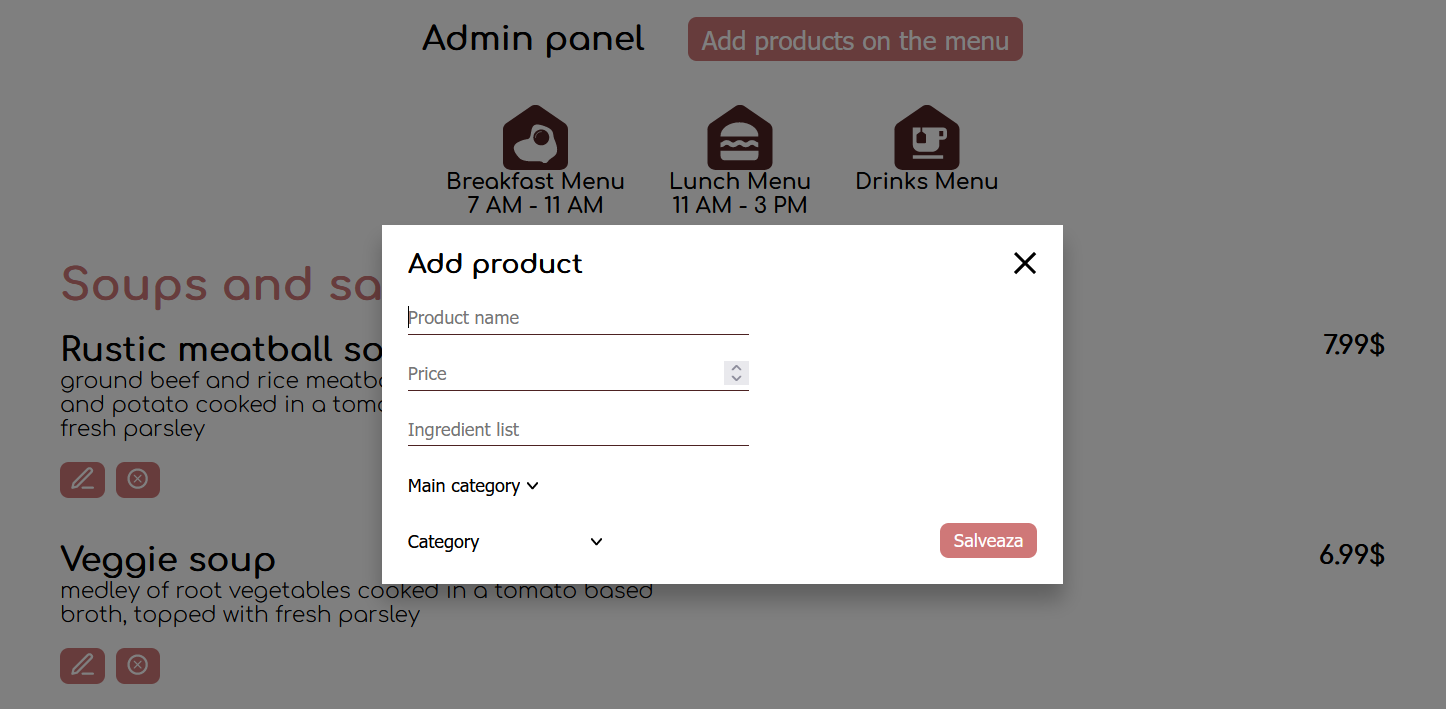 Admin panel
Add products on the menu
Breakfast Menu
7 AM - 11 AM
Lunch Menu
11 AM - 3 PM
Drinks Menu
Add product
Product name
Price
Ingredient list
Main category
Category
Salveaza
Soups and sa
Rustic meatball so
7.99$
ground beef and rice meatba
and potato cooked in a toma
fresh parsley
Veggie soup
6.99$
medley of root vegetables cooked in a tomato based
broth, topped with fresh parsley